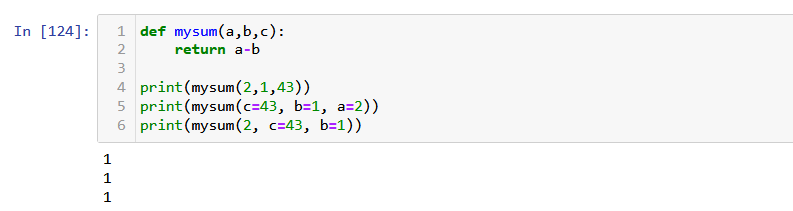 In [124]:
1 def mysum(a,b,c):
2     return a-b
3
4 print(mysum(2,1,43))
5 print(mysum(c=43, b=1, a=2))
6 print(mysum(2, c=43, b=1))
1
1
1